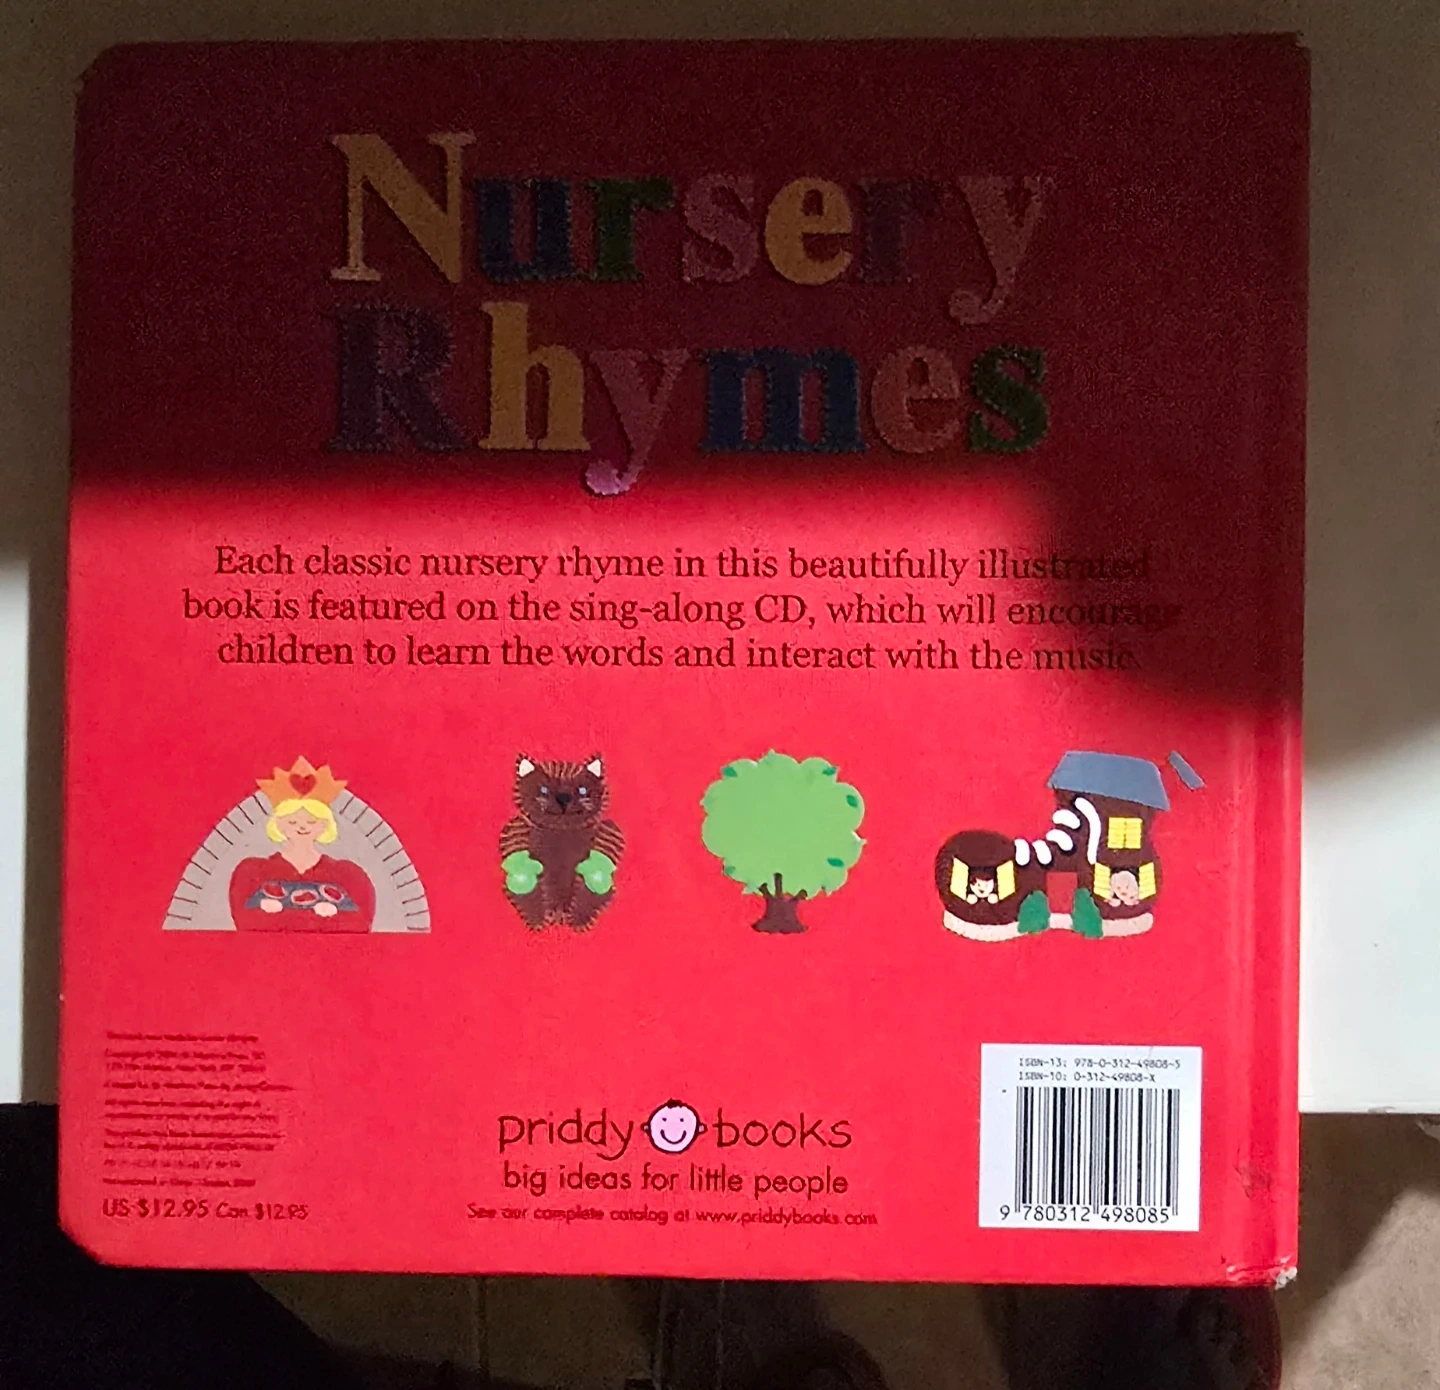 Nursery
Rhymes
Each classic nursery rhyme in this beautifully illustrated
book is featured on the sing-along CD, which will encourage
children to learn the words and interact with the music.
priddy books
big ideas for little people
See our complete catalog at www.priddybooks.com
US $12.95 Can $12.95
ISBN-13: 978-0-312-49808-5
ISBN-10: 0-312-49808-X
9 780312 498085